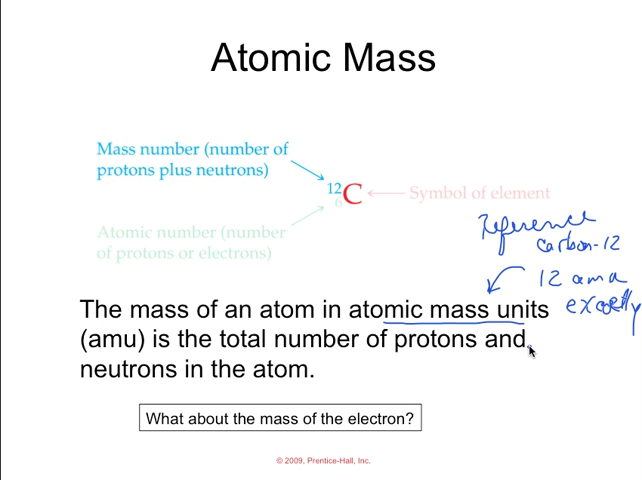 Atomic Mass
Mass number (number of
protons plus neutrons)
12
6
C
Symbol of element
Atomic number (number
of protons or electrons)
Reference
carbon-12
12 amu
exactly
The mass of an atom in atomic mass units
(amu) is the total number of protons and
neutrons in the atom.
What about the mass of the electron?
© 2009, Prentice-Hall, Inc.